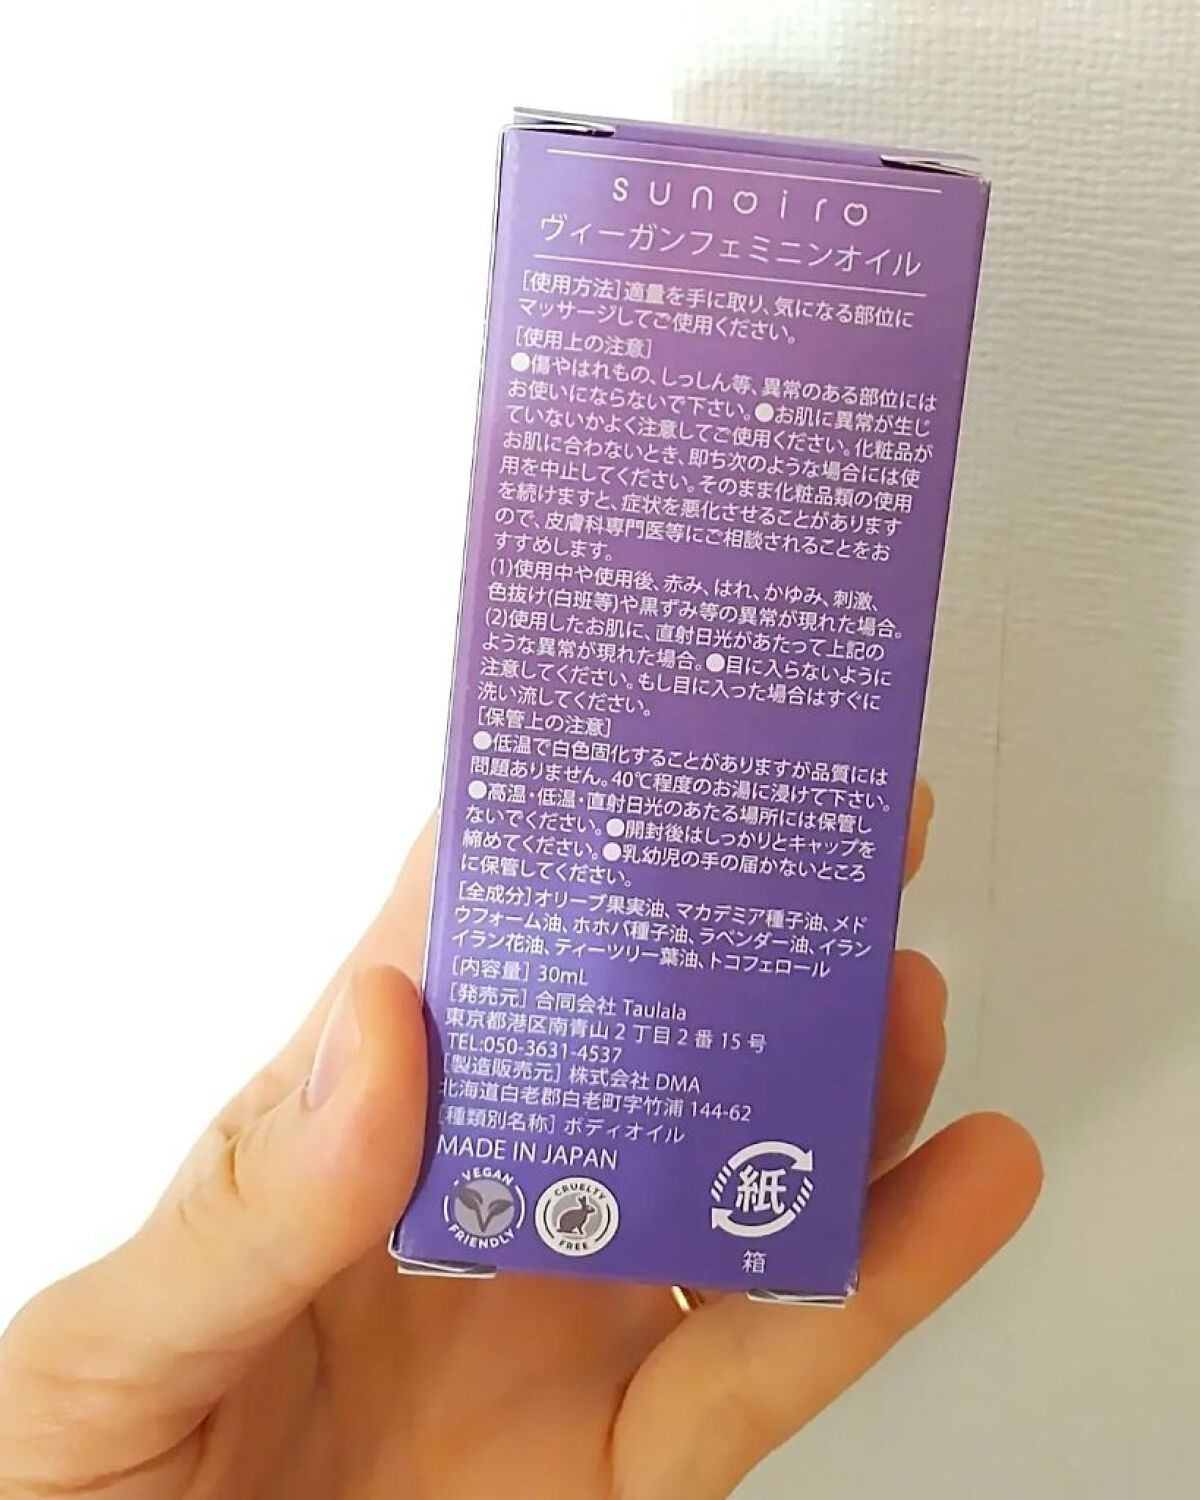 sunoiro
ヴィーガンフェミニンオイル
[使用方法]適量を手に取り、気になる部位に
マッサージしてご使用ください。
[使用上の注意]
●傷やはれもの、しっしん等、異常のある部位には
お使いにならないで下さい。●お肌に異常が生じ
ていないかよく注意してご使用ください。化粧品が
お肌に合わないとき、即ち次のような場合には使
用を中止してください。そのまま化粧品類の使用
を続けますと、症状を悪化させることがあります
ので、皮膚科専門医等にご相談されることをお
すすめします。
(1)使用中や使用後、赤み、はれ、かゆみ、刺激、
色抜け(白班等)や黒ずみ等の異常が現れた場合。
(2)使用したお肌に、直射日光があたって上記の
ような異常が現れた場合。●目に入らないように
注意してください。もし目に入った場合はすぐに
洗い流してください。
[保管上の注意]
●低温で白色固化することがありますが品質には
問題ありません。40℃程度のお湯に浸けて下さい。
●高温・低温・直射日光のあたる場所には保管し
ないでください。●開封後はしっかりとキャップを
締めてください。●乳幼児の手の届かないところ
に保管してください。
[全成分]オリーブ果実油、マカデミア種子油、メド
ウフォーム油、ホホバ種子油、ラベンダー油、イラン
イラン花油、ティーツリー葉油、トコフェロール
[内容量] 30mL
[発売元] 合同会社 Taulala
東京都港区南青山 2 丁目 2 番 15 号
TEL:050-3631-4537
[製造販売元] 株式会社 DMA
北海道白老郡白老町字竹浦 144-62
[種類別名称] ボディオイル
MADE IN JAPAN
VEGAN FRIENDLY
CRUELTY FREE
紙
箱